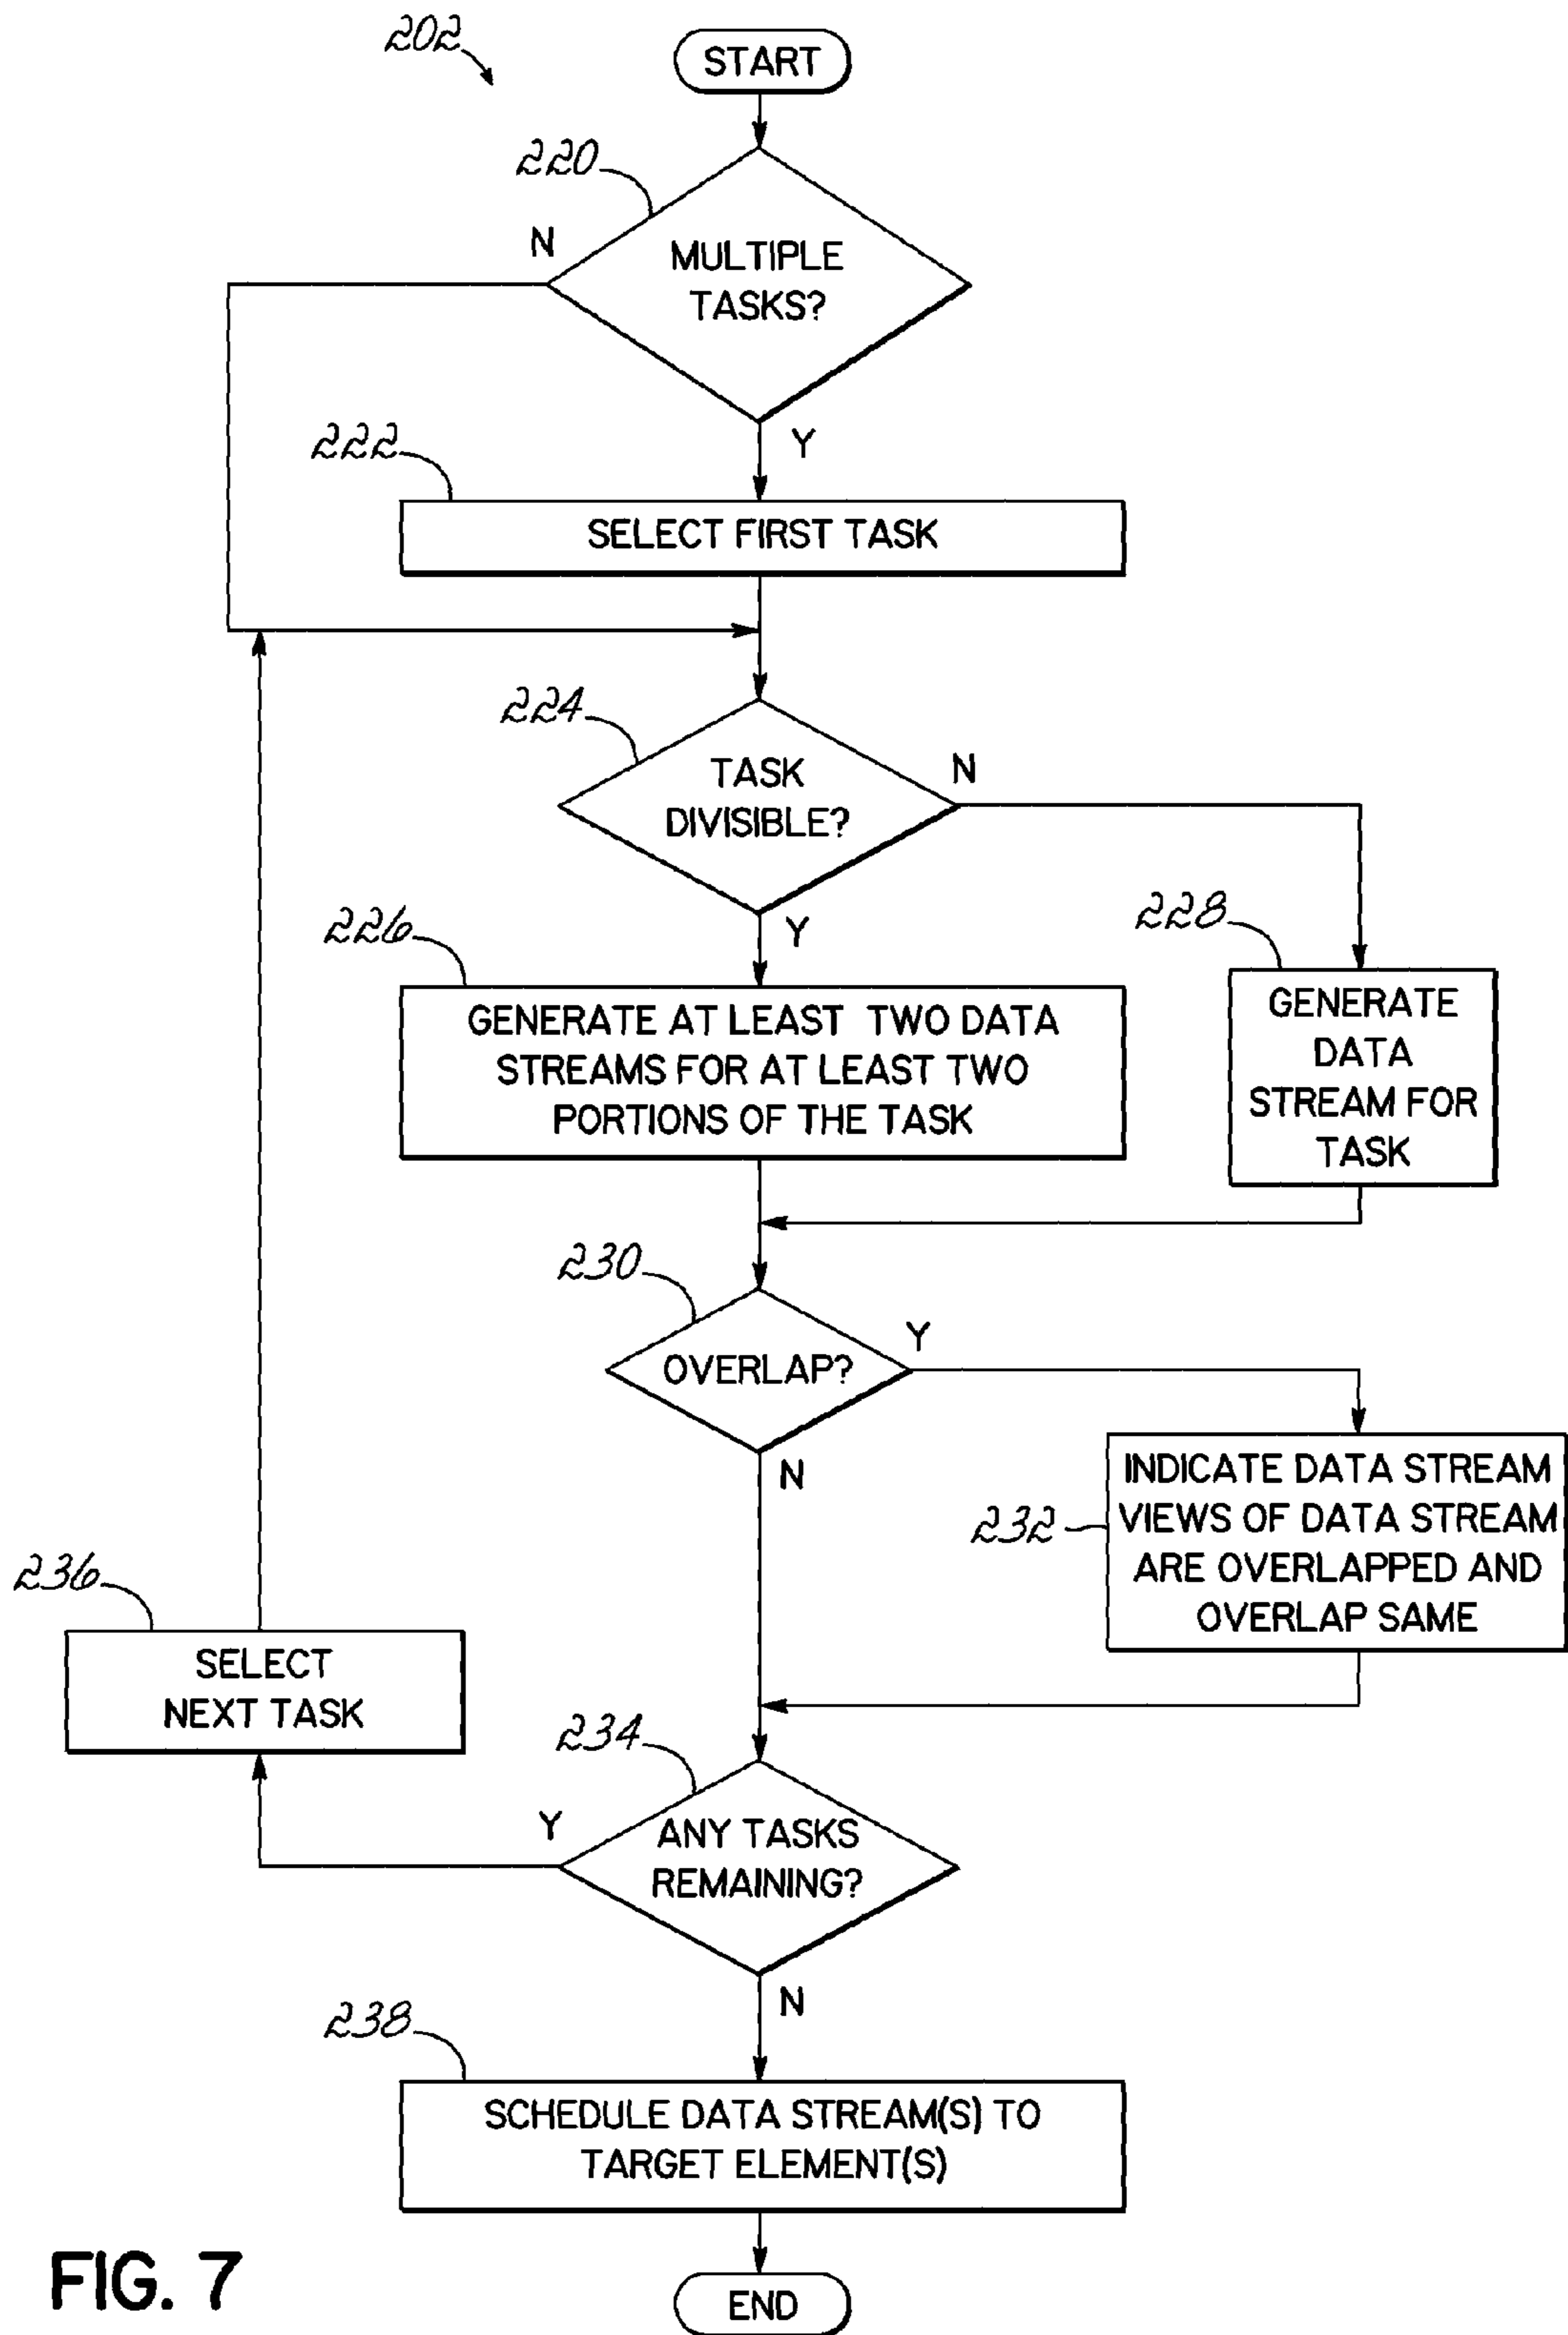 202
START
220
N
MULTIPLE
TASKS?
Y
222
SELECT FIRST TASK
224
TASK
DIVISIBLE?
N
Y
226
GENERATE AT LEAST TWO DATA
STREAMS FOR AT LEAST TWO
PORTIONS OF THE TASK
228
GENERATE
DATA
STREAM FOR
TASK
230
OVERLAP?
Y
N
232
INDICATE DATA STREAM
VIEWS OF DATA STREAM
ARE OVERLAPPED AND
OVERLAP SAME
236
SELECT
NEXT TASK
234
Y
ANY TASKS
REMAINING?
N
238
SCHEDULE DATA STREAM(S) TO
TARGET ELEMENT(S)
END
FIG. 7